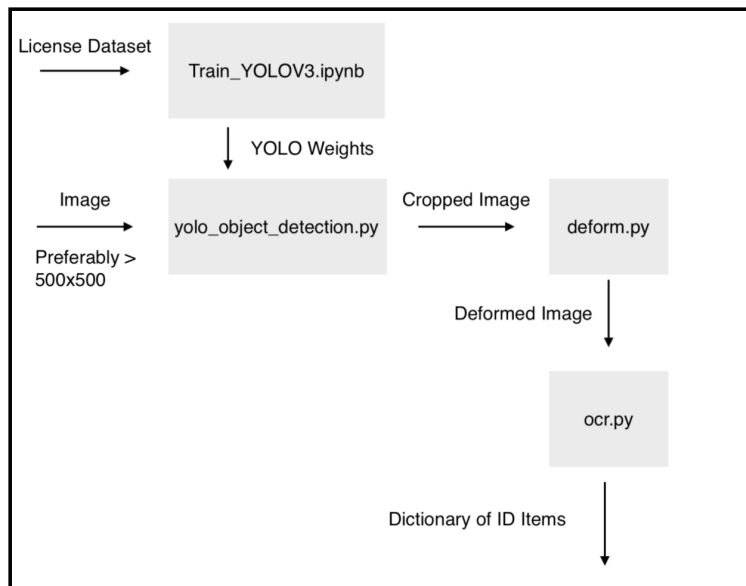 License Dataset
Train_YOLOV3.ipynb
YOLO Weights
Image
Preferably >
500x500
yolo_object_detection.py
Cropped Image
deform.py
Deformed Image
ocr.py
Dictionary of ID Items